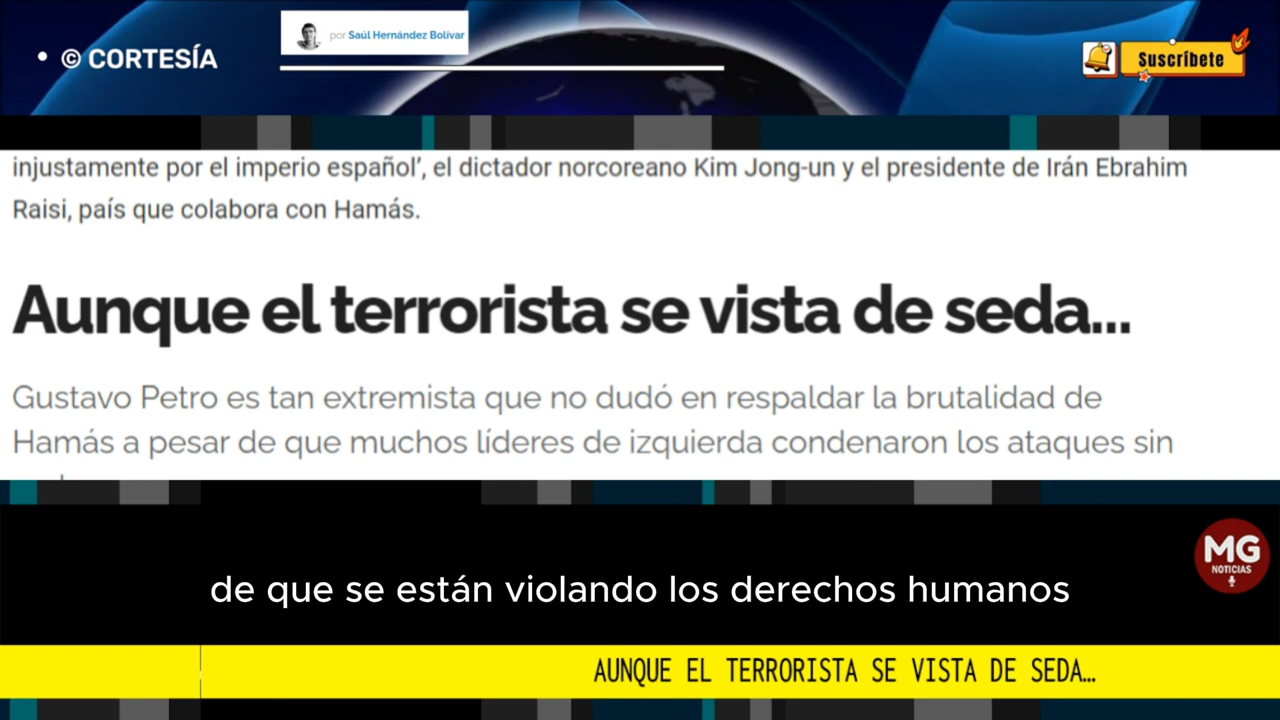 • © CORTESÍA
por Saúl Hernández Bolívar
Suscríbete
injustamente por el imperio español’, el dictador norcoreano Kim Jong-un y el presidente de Irán Ebrahim
Raisi, país que colabora con Hamás.
Aunque el terrorista se vista de seda...
Gustavo Petro es tan extremista que no dudó en respaldar la brutalidad de
Hamás a pesar de que muchos líderes de izquierda condenaron los ataques sin
MG
NOTICIAS
de que se están violando los derechos humanos
AUNQUE EL TERRORISTA SE VISTA DE SEDA...